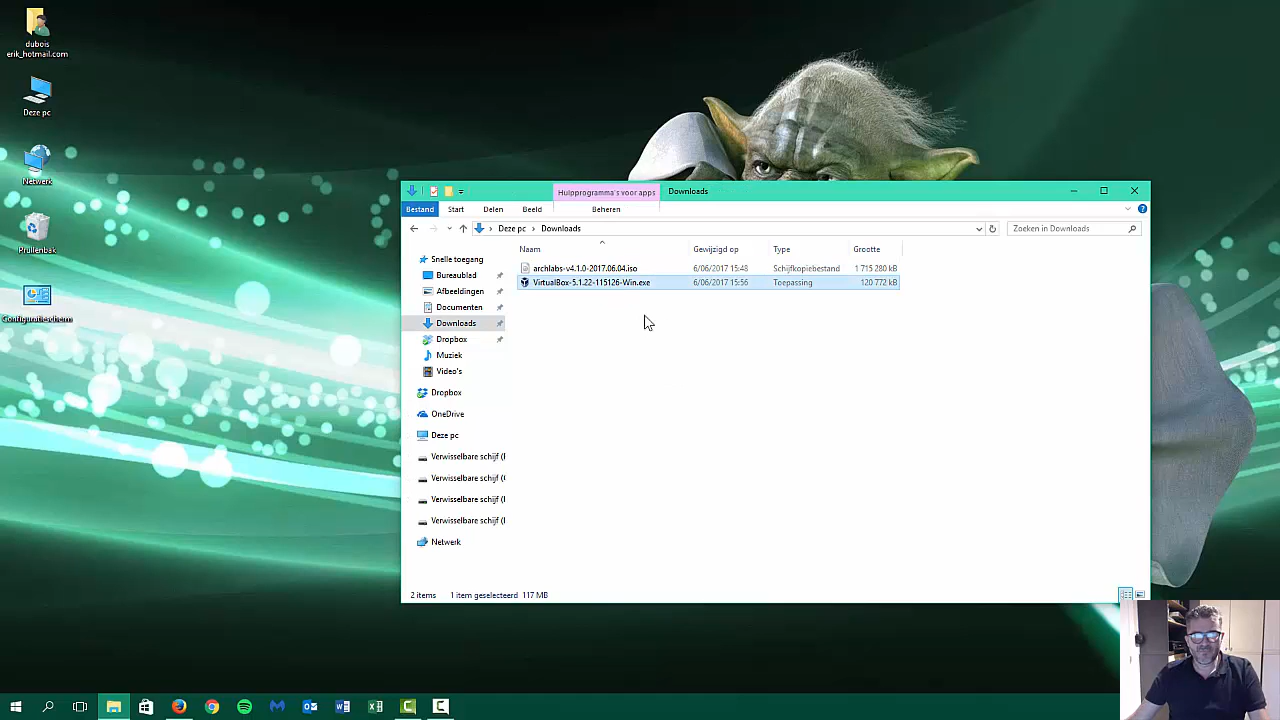 dubois
erik_hotmail.com
Deze pc
Netwerk
Prullenbak
Configuratiescherm
Hulpprogramma's voor apps
Downloads
Bestand
Start
Delen
Beeld
Beheren
Deze pc
Downloads
Zoeken in Downloads
Naam
Gewijzigd op
Type
Grootte
archlabs-v4.1.0-2017.06.04.iso
6/06/2017 15:48
Schijfkopiebestand
1 715 280 kB
VirtualBox-5.1.22-115126-Win.exe
6/06/2017 15:56
Toepassing
120 772 kB
Snelle toegang
Bureaublad
Afbeeldingen
Documenten
Downloads
Dropbox
Muziek
Video's
Dropbox
OneDrive
Deze pc
Verwisselbare schijf (
Verwisselbare schijf (
Verwisselbare schijf (
Verwisselbare schijf (
Netwerk
2 items
1 item geselecteerd
117 MB